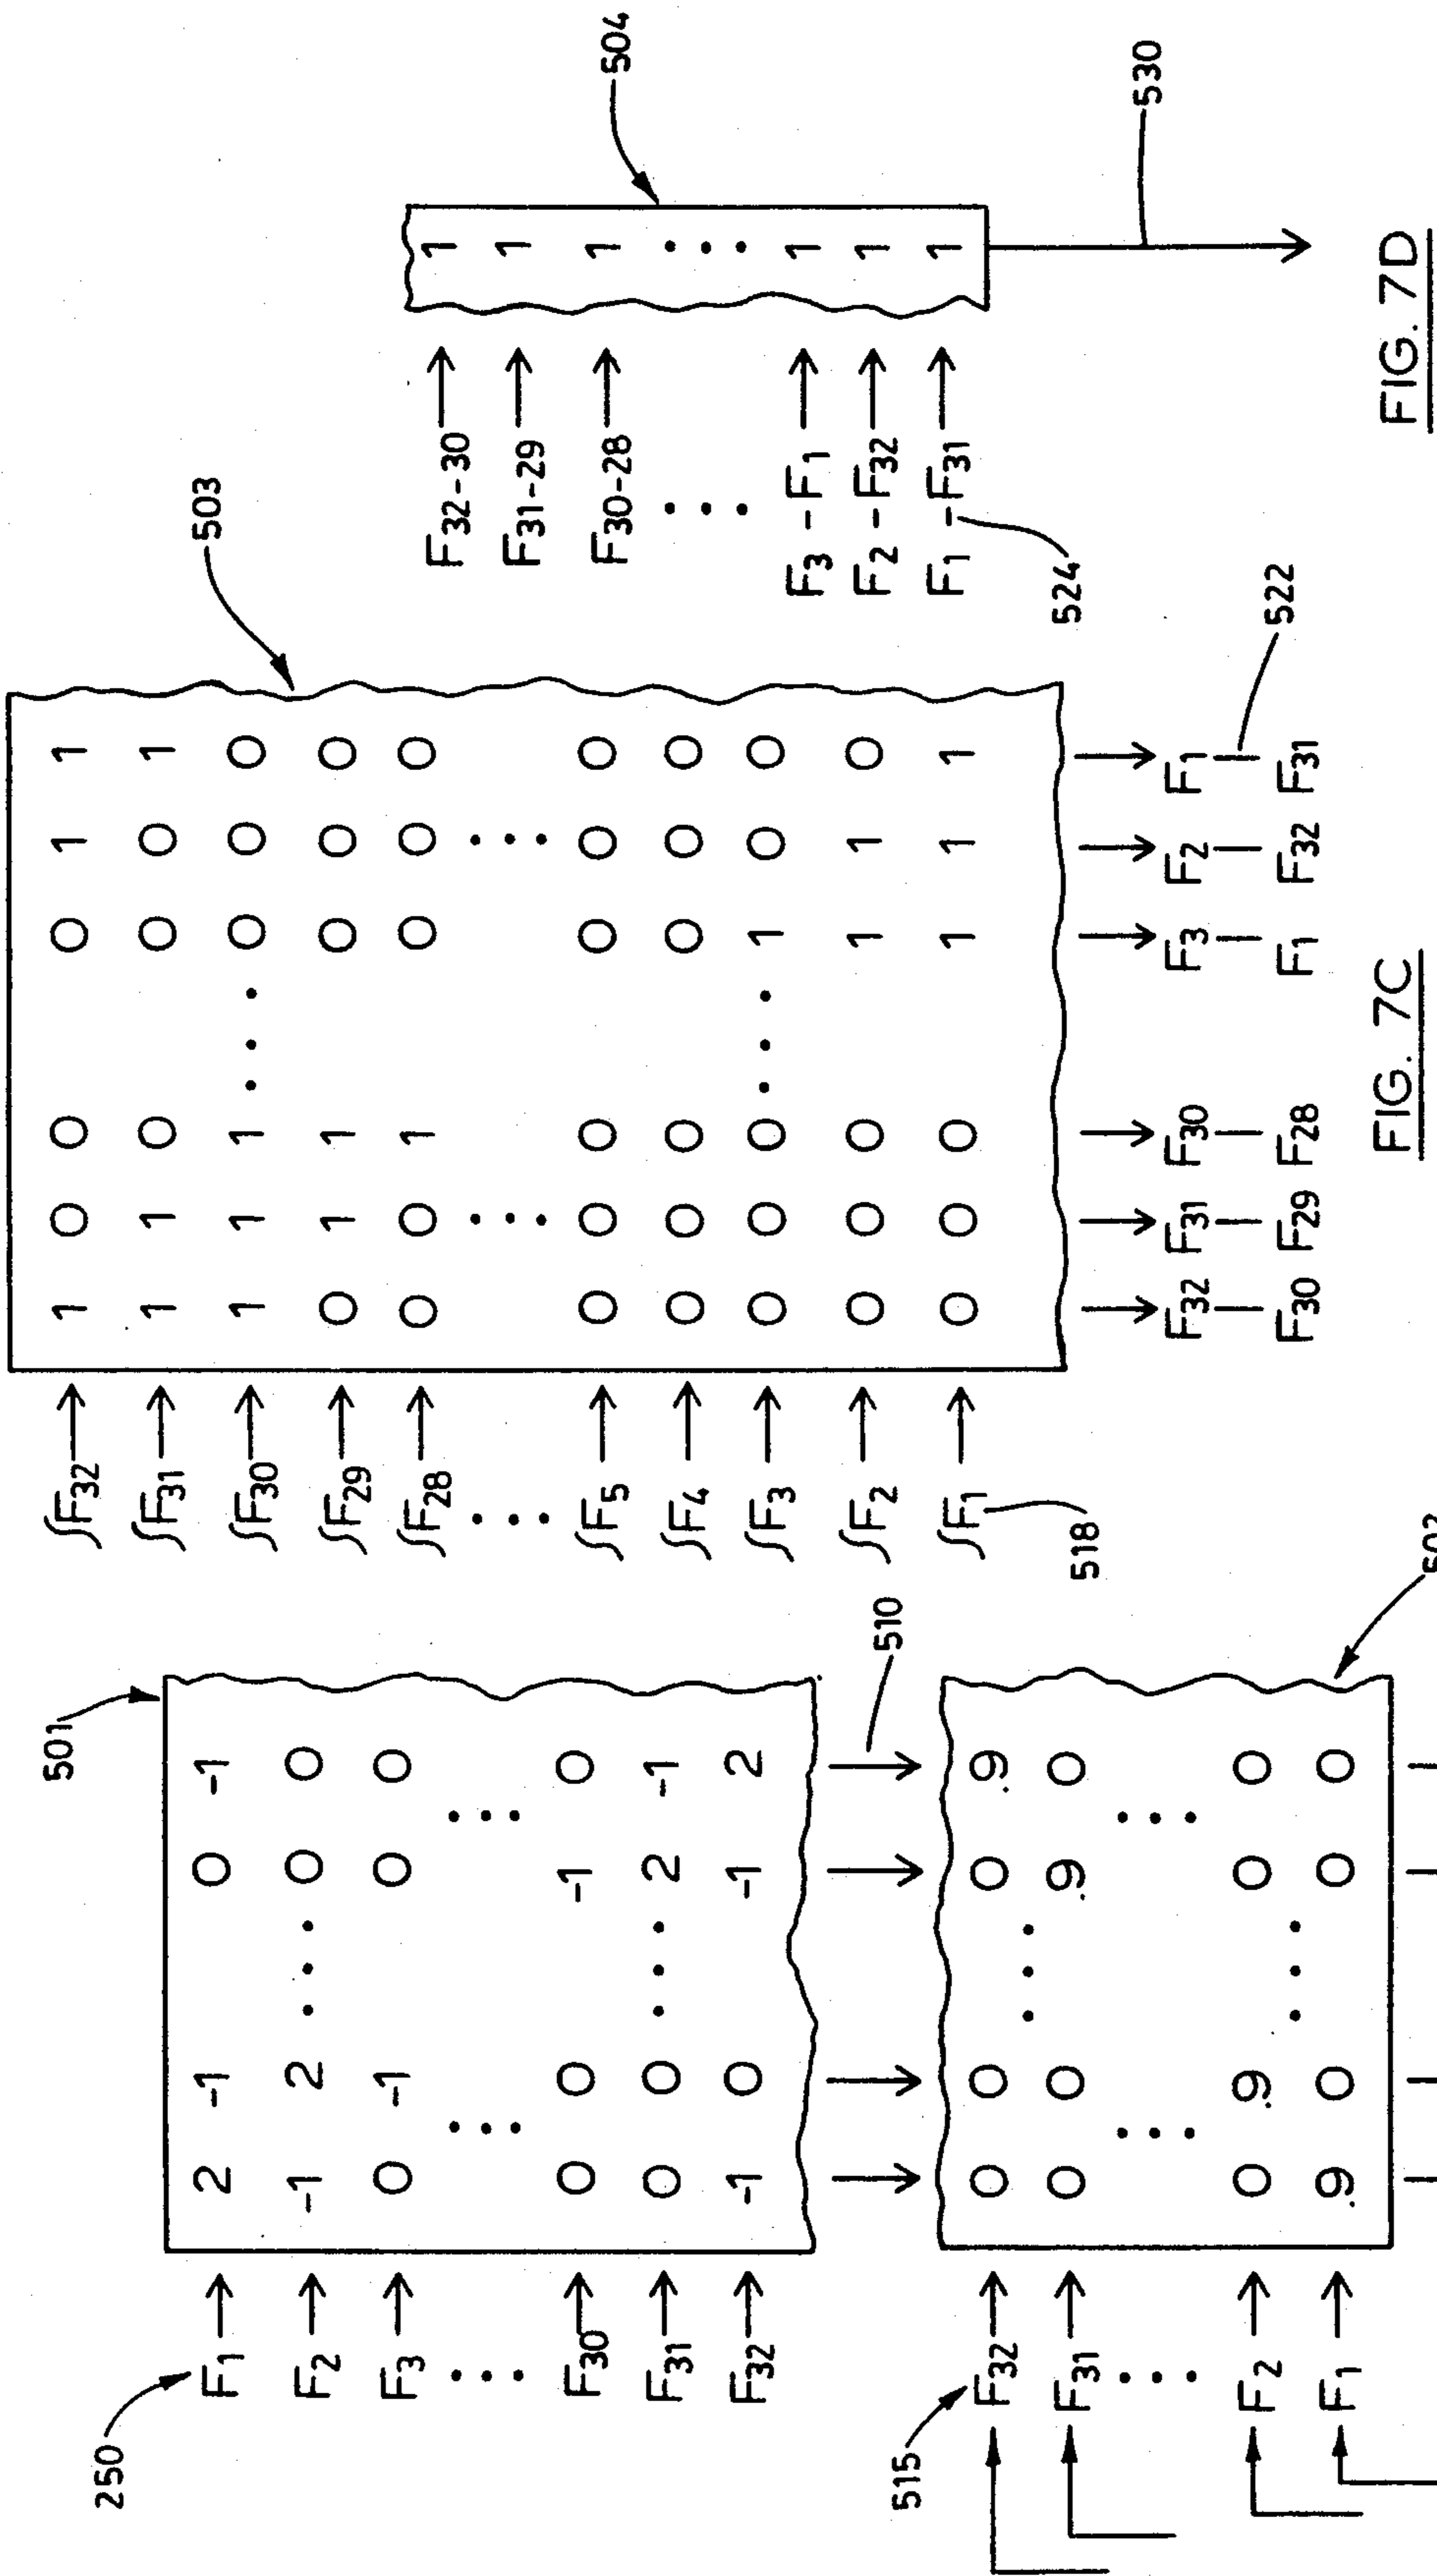 501
250
F1 2 -1 ... 0 -1
F2 -1 2 ... 0 0
F3 0 -1 0 0
... ... ...
F30 0 0 -1 0
F31 0 0 ... 2 -1
F32 -1 0 ... -1 2
510
515
F32 0 0 ... 0 .9
F31 0 0 .9 0
... ... ...
F2 0 .9 ... 0 0
F1 .9 0 0 0
∫F32 1 0 0 0 1 1
∫F31 1 1 0 0 0 1
∫F30 1 1 1 ... 0 0 0
∫F29 0 1 1 0 0 0
∫F28 0 0 1 0 0 0
... ... ...
∫F5 0 0 0 0 0 0
∫F4 0 0 0 0 0 0
∫F3 0 0 0 ... 1 0 0
∫F2 0 0 0 1 1 0
∫F1 0 0 0 1 1 1
518
503
F32 F31 F30 F3 F2 F1
F30 F29 F28 F1 F32 F31
522
FIG. 7C
504
F32-30 1
F31-29 1
F30-28 1
... ...
F3 -F1 1
F2 -F32 1
F1 -F31 1
524
530
FIG. 7D